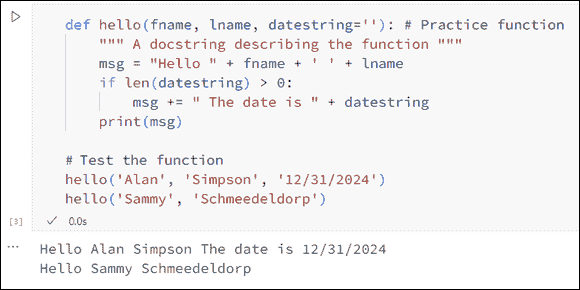 def hello(fname, lname, datestring=''): # Practice function
    """ A docstring describing the function """
    msg = "Hello " + fname + ' ' + lname
    if len(datestring) > 0:
        msg += " The date is " + datestring
    print(msg)

# Test the function
hello('Alan', 'Simpson', '12/31/2024')
hello('Sammy', 'Schmeedeldorp')
[3] ✓ 0.0s
... Hello Alan Simpson The date is 12/31/2024
Hello Sammy Schmeedeldorp